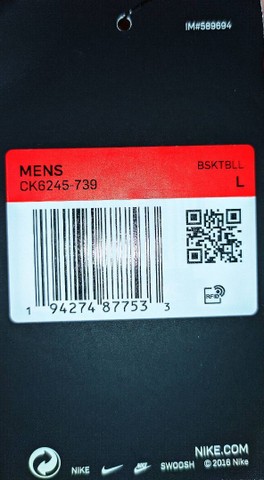 IM#589694
MENS BSKTBLL
CK6245-739 L
1 94274 87753 3
RFID
NIKE.COM
NIKE SWOOSH © 2016 Nike